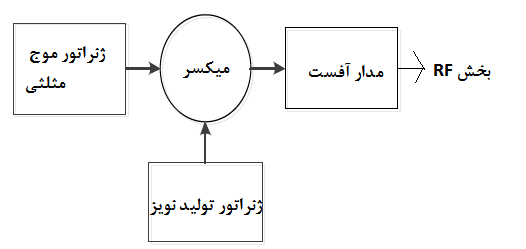 ژنراتور موج
مثلثی
میکسر
مدار آفست
بخش RF
ژنراتور تولید نویز